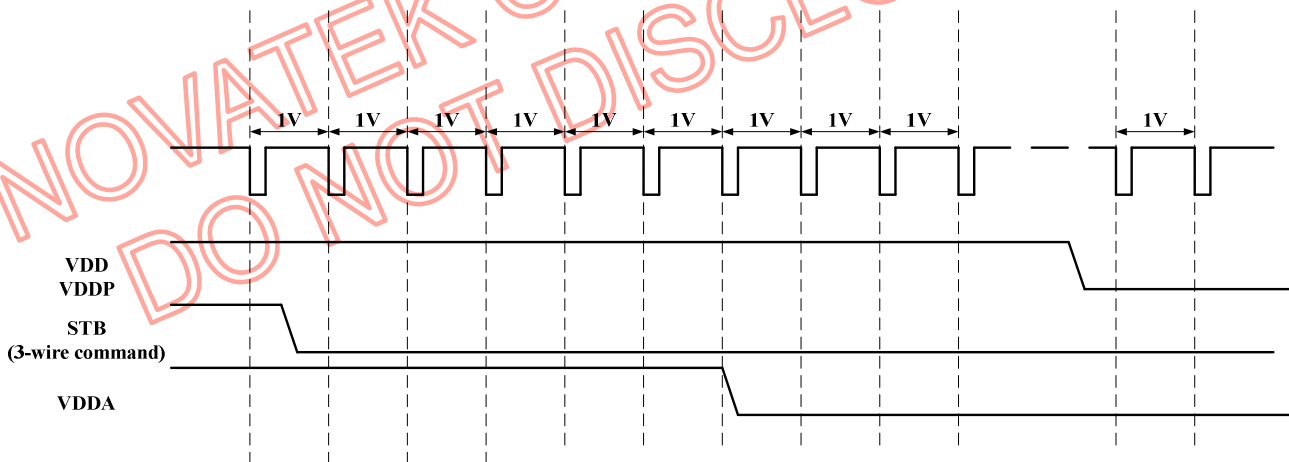 NOVATEK
DO NOT DISCL
1V 1V 1V 1V 1V 1V 1V 1V 1V 1V
VDD
VDDP
STB
(3-wire command)
VDDA